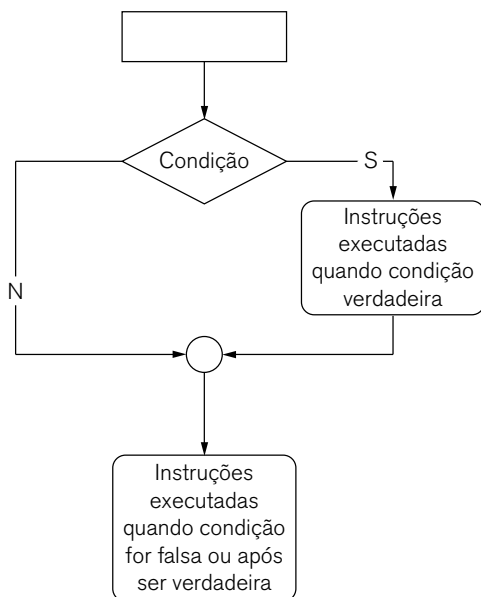 Condição
S
Instruções
executadas
quando condição
verdadeira
N
Instruções
executadas
quando condição
for falsa ou após
ser verdadeira